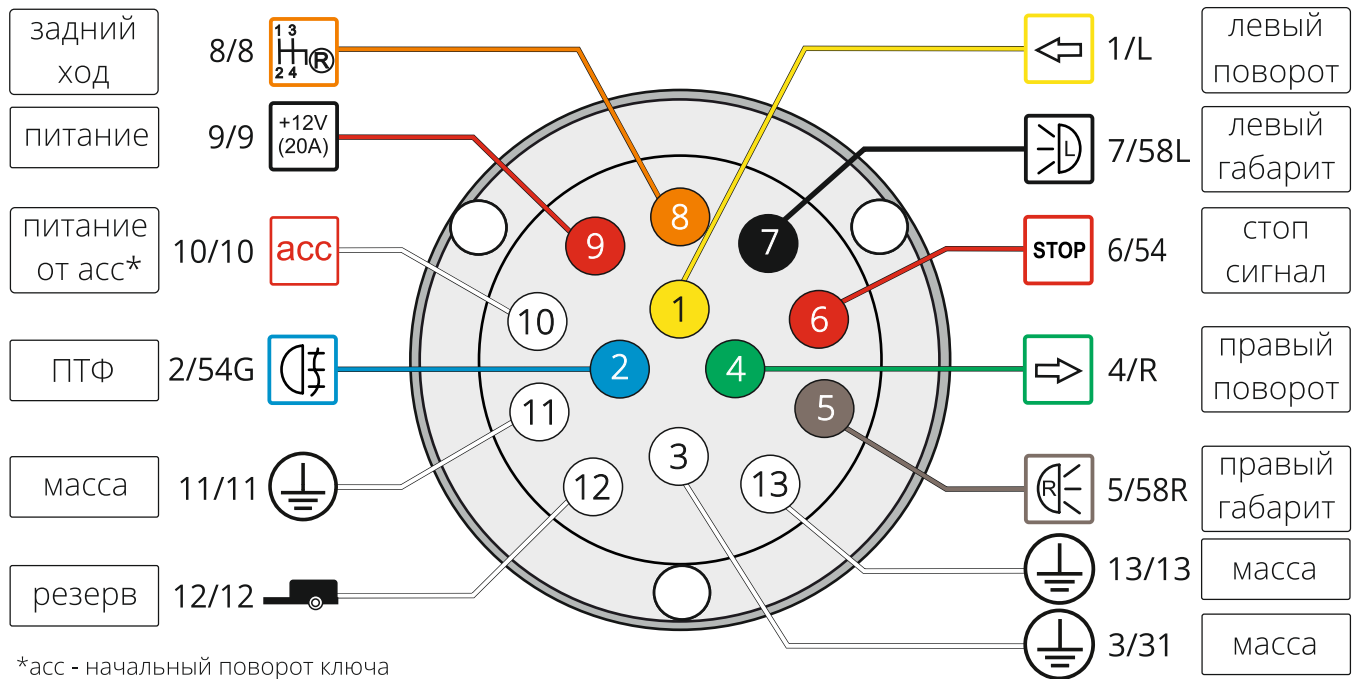 задний
ход
8/8
1 3
2 4
R
питание
9/9
+12V
(20A)
питание
от асс*
10/10
acc
ПТФ
2/54G
масса
11/11
резерв
12/12
*асс - начальный поворот ключа
8
9
7
10
1
6
2
4
11
5
3
12
13
1/L
левый
поворот
L
7/58L
левый
габарит
STOP
6/54
стоп
сигнал
4/R
правый
поворот
R
5/58R
правый
габарит
13/13
масса
3/31
масса